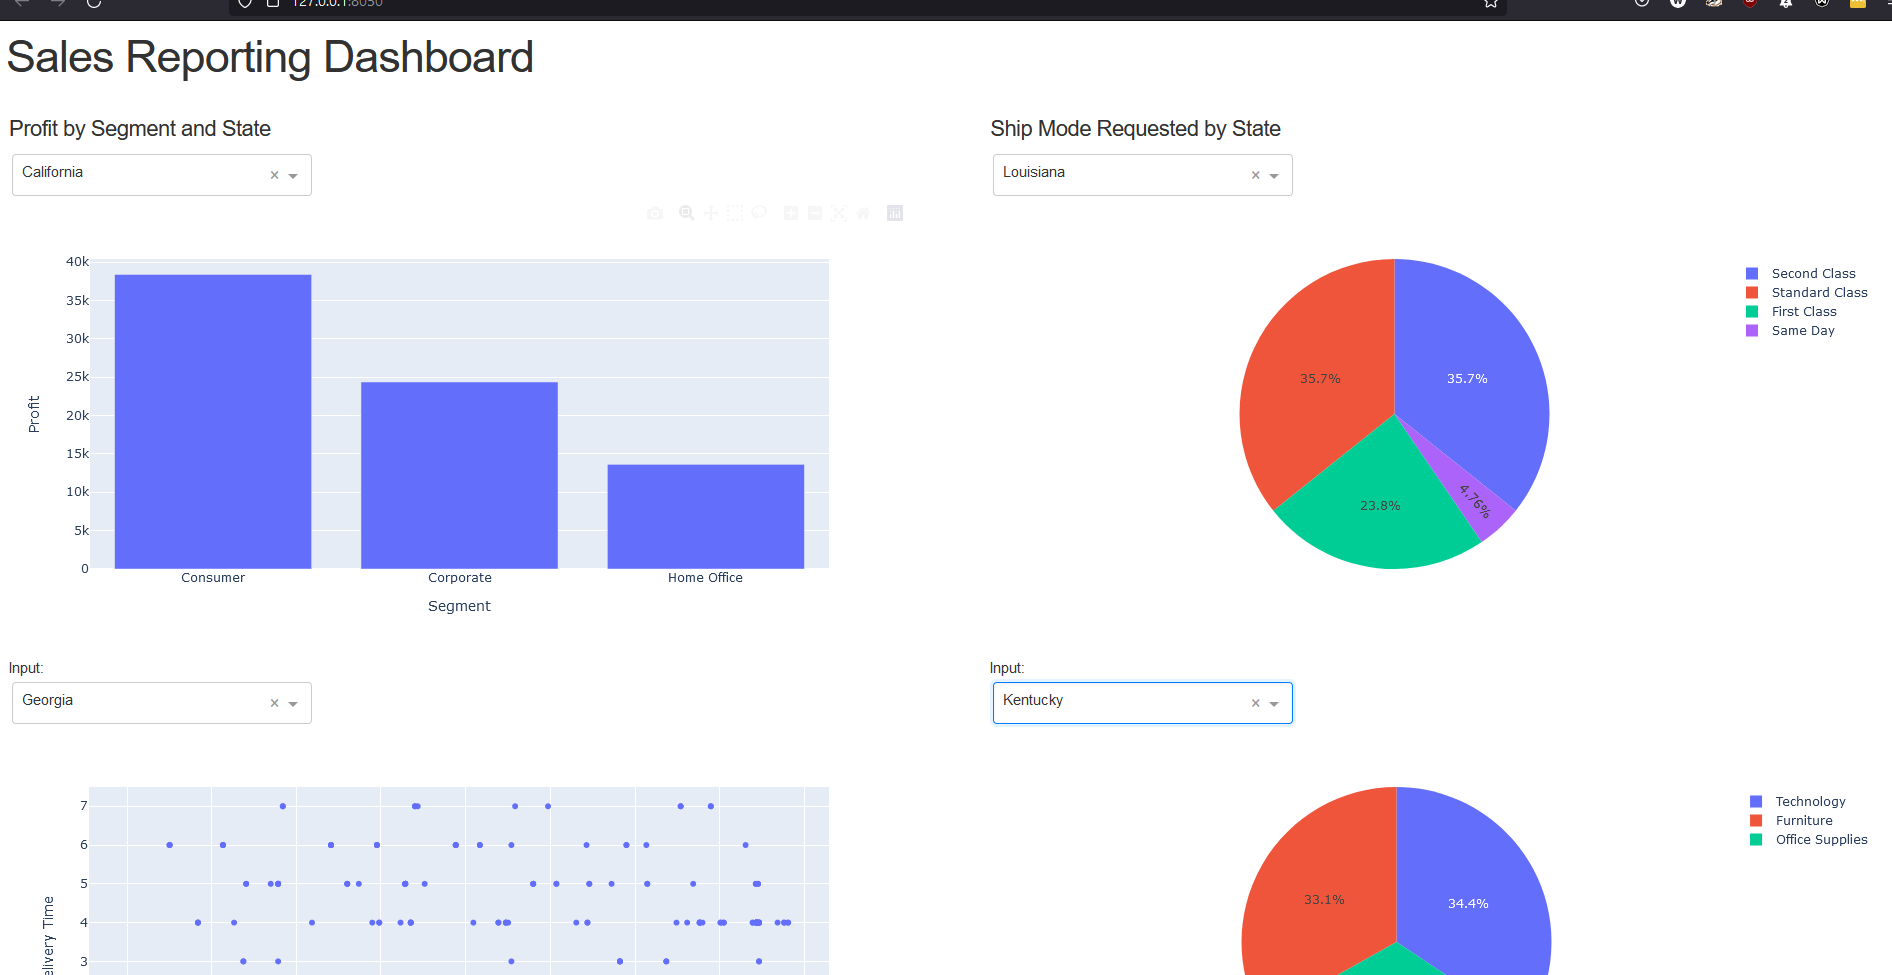 127.0.0.1:8050
Sales Reporting Dashboard
Profit by Segment and State
California
40k
35k
30k
25k
20k
15k
10k
5k
0
Profit
Consumer
Corporate
Home Office
Segment
Ship Mode Requested by State
Louisiana
35.7%
35.7%
23.8%
4.76%
Second Class
Standard Class
First Class
Same Day
Input:
Georgia
7
6
5
4
3
elivery Time
Input:
Kentucky
33.1%
34.4%
Technology
Furniture
Office Supplies